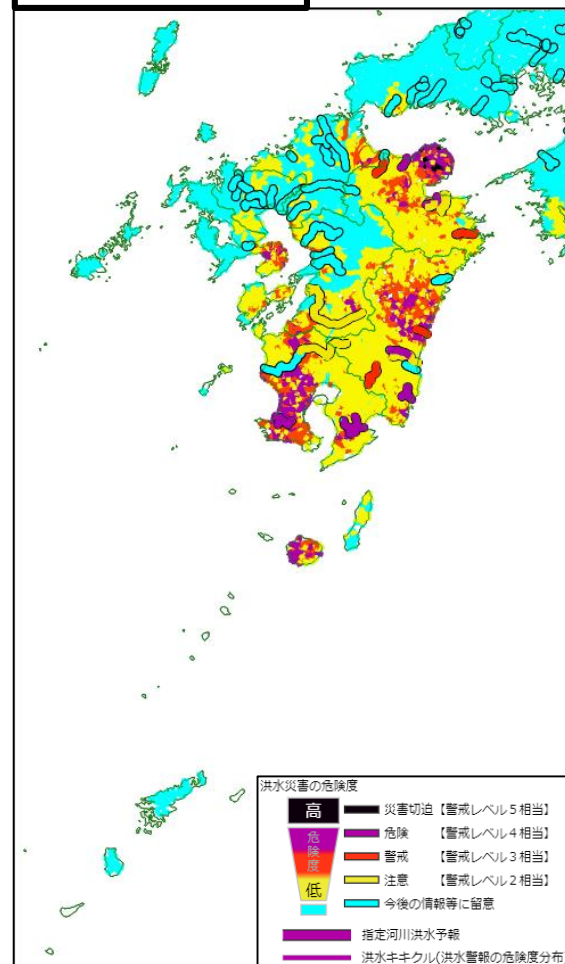 洪水災害の危険度
高
危険度
低
災害切迫【警戒レベル5相当】
危険 【警戒レベル4相当】
警戒 【警戒レベル3相当】
注意 【警戒レベル2相当】
今後の情報等に留意
指定河川洪水予報
洪水キキクル(洪水警報の危険度分布)